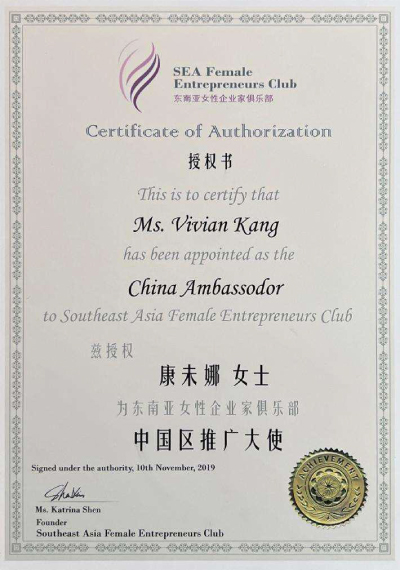 SEA Female
Entrepreneurs Club
东南亚女性企业家俱乐部
Certificate of Authorization
授权书
This is to certify that
Ms. Vivian Kang
has been appointed as the
China Ambassodor
to Southeast Asia Female Entrepreneurs Club
兹授权
康未娜 女士
为东南亚女性企业家俱乐部
中国区推广大使
Signed under the authority, 10th November, 2019
Ms. Katrina Shen
Founder
Southeast Asia Female Entrepreneurs Club
ACHIEVEMENT